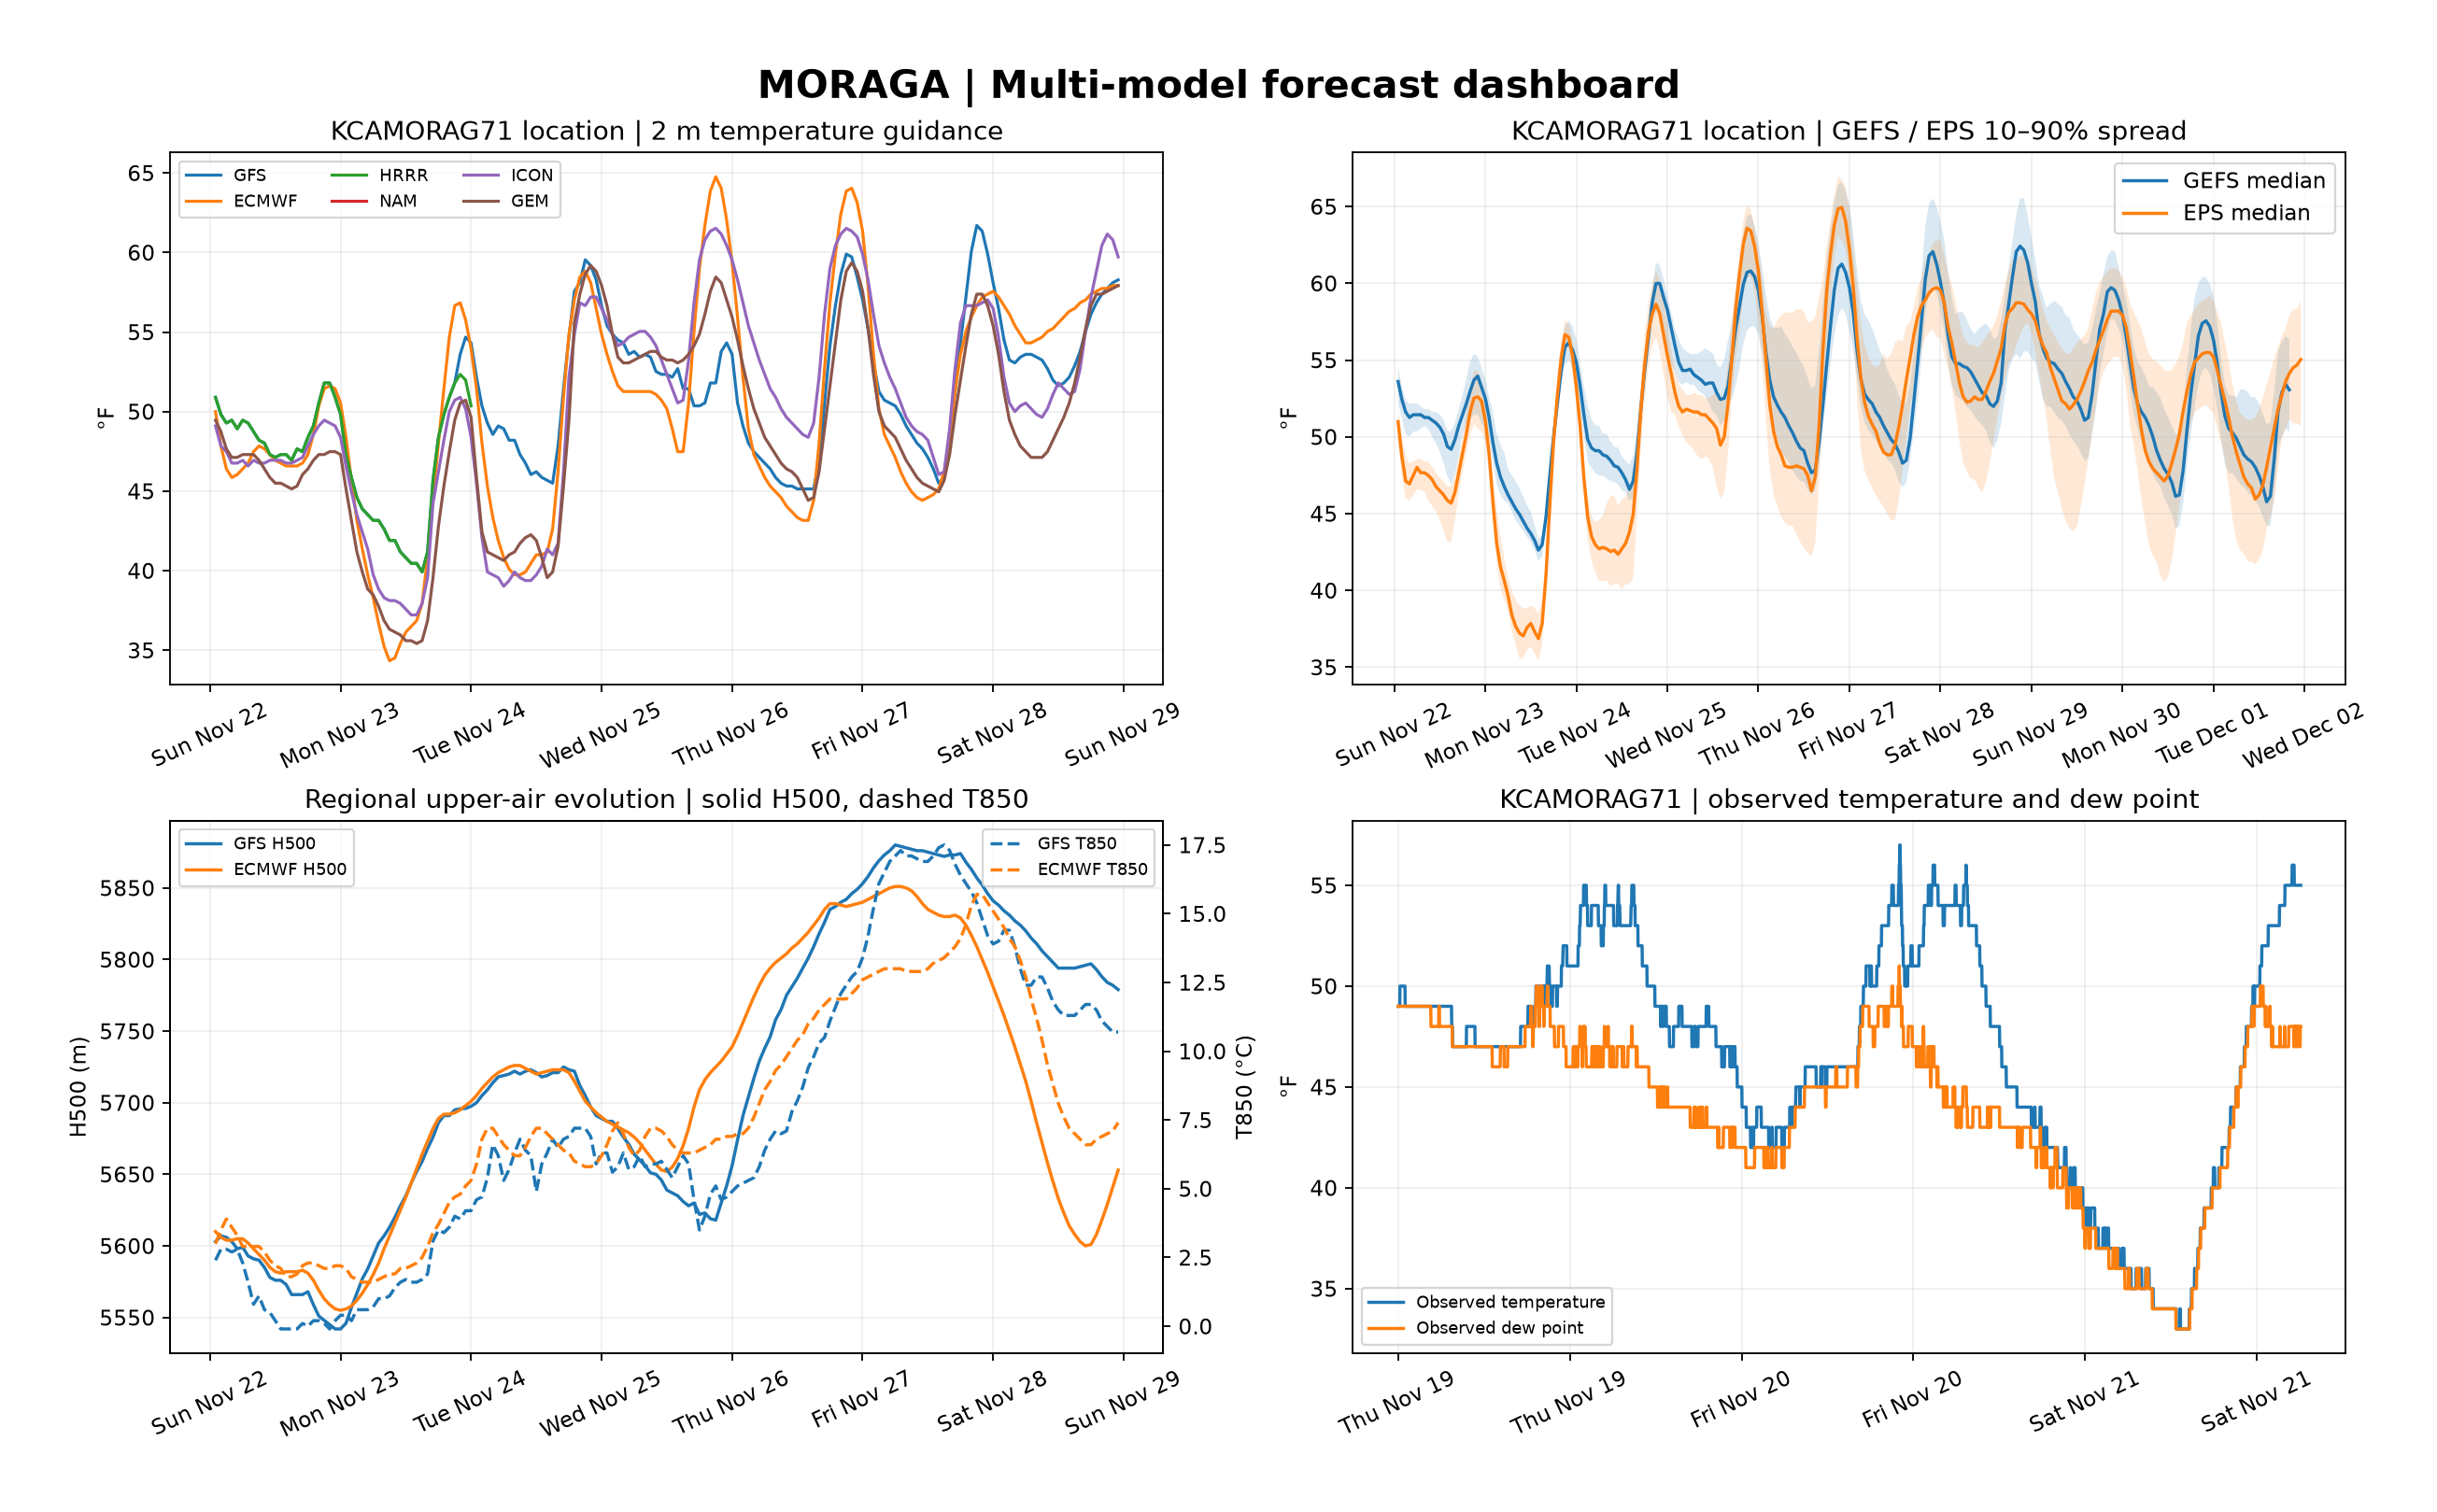 MORAGA | Multi-model forecast dashboard
KCAMORAG71 location | 2 m temperature guidance
GFS HRRR ICON
ECMWF NAM GEM
°F
65
60
55
50
45
40
35
Sun Nov 22 Mon Nov 23 Tue Nov 24 Wed Nov 25 Thu Nov 26 Fri Nov 27 Sat Nov 28 Sun Nov 29
KCAMORAG71 location | GEFS / EPS 10–90% spread
GEFS median
EPS median
°F
65
60
55
50
45
40
35
Sun Nov 22 Mon Nov 23 Tue Nov 24 Wed Nov 25 Thu Nov 26 Fri Nov 27 Sat Nov 28 Sun Nov 29 Mon Nov 30 Tue Dec 01 Wed Dec 02
Regional upper-air evolution | solid H500, dashed T850
GFS H500
ECMWF H500
GFS T850
ECMWF T850
H500 (m)
5850
5800
5750
5700
5650
5600
5550
17.5
15.0
12.5
10.0
7.5
5.0
2.5
0.0
T850 (°C)
Sun Nov 22 Mon Nov 23 Tue Nov 24 Wed Nov 25 Thu Nov 26 Fri Nov 27 Sat Nov 28 Sun Nov 29
KCAMORAG71 | observed temperature and dew point
°F
55
50
45
40
35
Observed temperature
Observed dew point
Thu Nov 19 Thu Nov 19 Fri Nov 20 Fri Nov 20 Sat Nov 21 Sat Nov 21